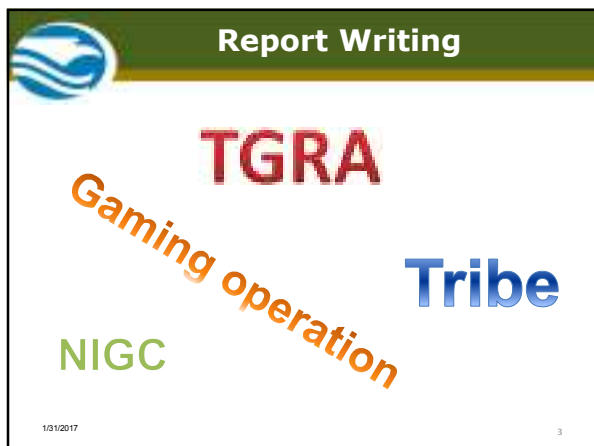 Report Writing
TGRA
Gaming operation
Tribe
NIGC
1/31/2017
3